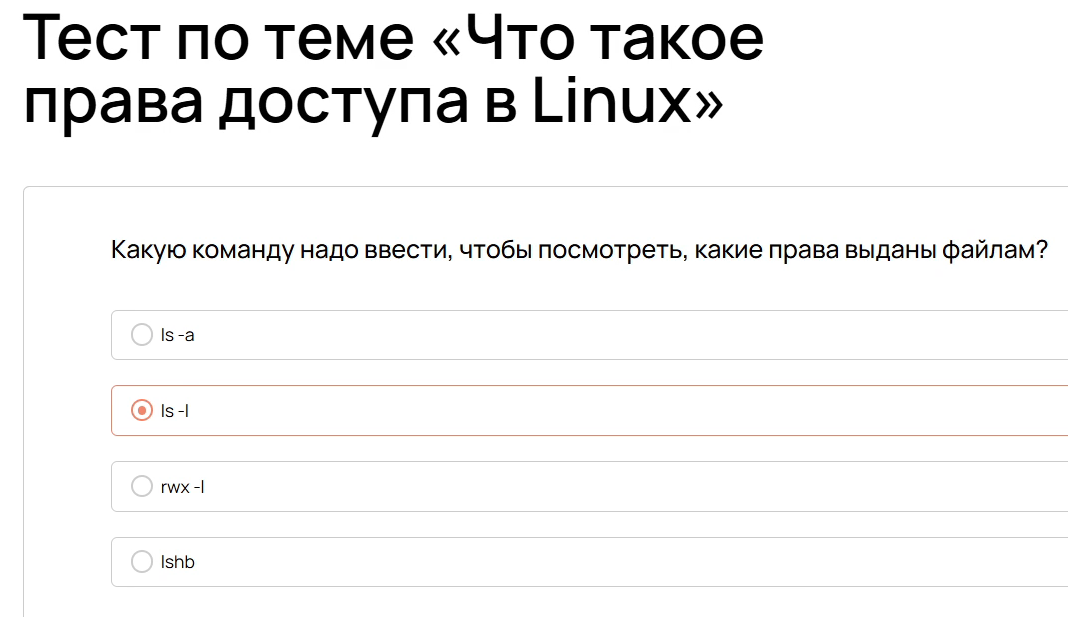 Тест по теме «Что такое
права доступа в Linux»
Какую команду надо ввести, чтобы посмотреть, какие права выданы файлам?
ls -a
ls -l
rwx -l
lshb